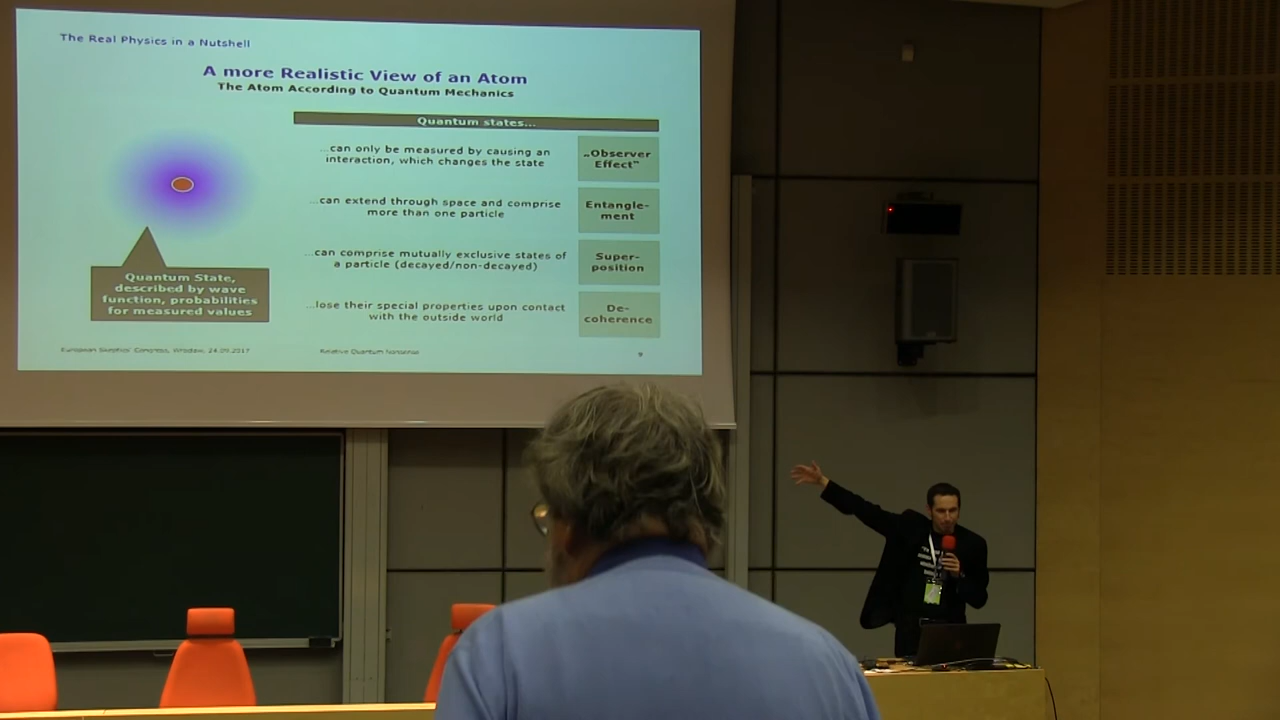 The Real Physics in a Nutshell
A more Realistic View of an Atom
The Atom According to Quantum Mechanics
Quantum states...
...can only be measured by causing an
interaction, which changes the state
„Observer
Effect"
...can extend through space and comprise
more than one particle
Entangle-
ment
...can comprise mutually exclusive states of
a particle (decayed/non-decayed)
Super-
position
...lose their special properties upon contact
with the outside world
De-
coherence
Quantum State,
described by wave
function, probabilities
for measured values
European Skeptics' Congress, Wrocław, 24.09.2017
Relative Quantum Nonsense
9